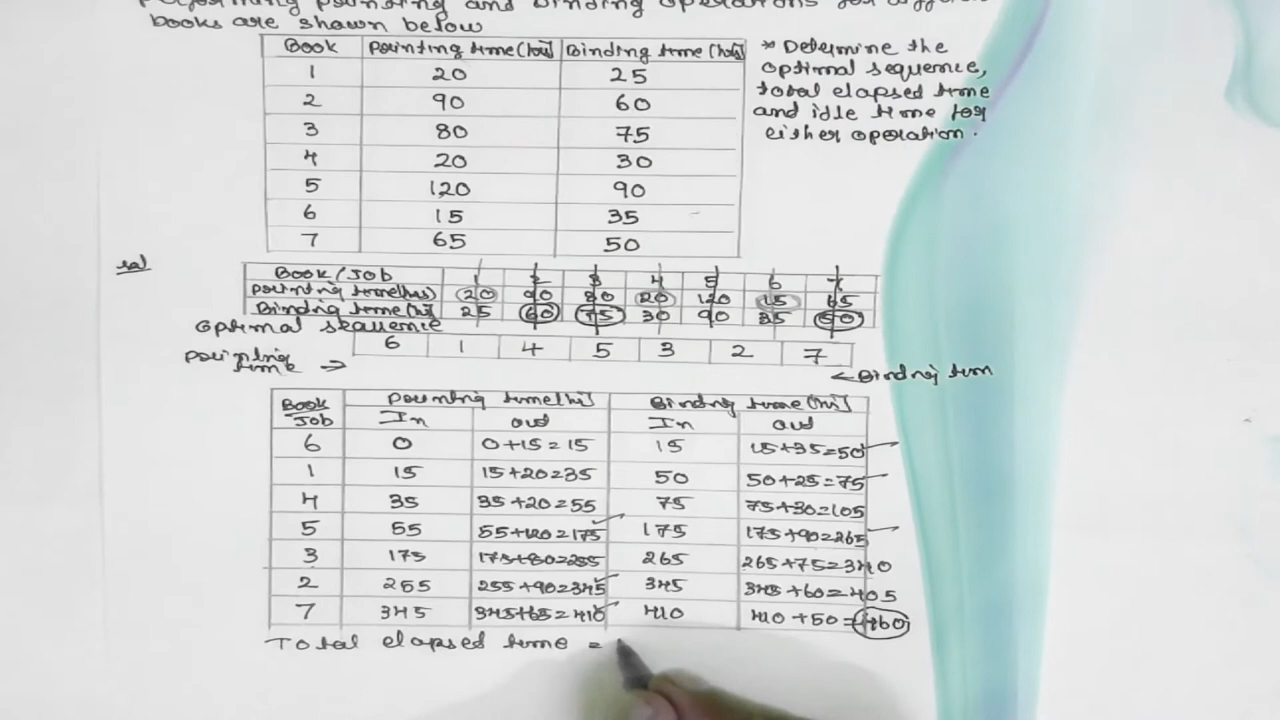 books are shown below
Book Printing time (hrs) Binding time (hrs)
1 20 25
2 90 60
3 80 75
4 20 30
5 120 90
6 15 35
7 65 50
* Determine the
optimal sequence,
total elapsed time
and idle time for
either operation.
Sol
Book/Job 1 2 3 4 5 6 7
Printing time(hrs) 20 90 80 20 120 15 65
Binding time (hrs) 25 60 75 30 90 35 50
Optimal sequence
6 1 4 5 3 2 7
Printing time →
← Binding time
Book Job Printing time (hrs) Binding time (hrs)
In out In out
6 0 0+15=15 15 15+35=50
1 15 15+20=35 50 50+25=75
4 35 35+20=55 75 75+30=105
5 55 55+120=175 175 175+90=265
3 175 175+80=255 265 265+75=340
2 255 255+90=345 345 345+60=405
7 345 345+65=410 410 410+50=460
Total elapsed time =